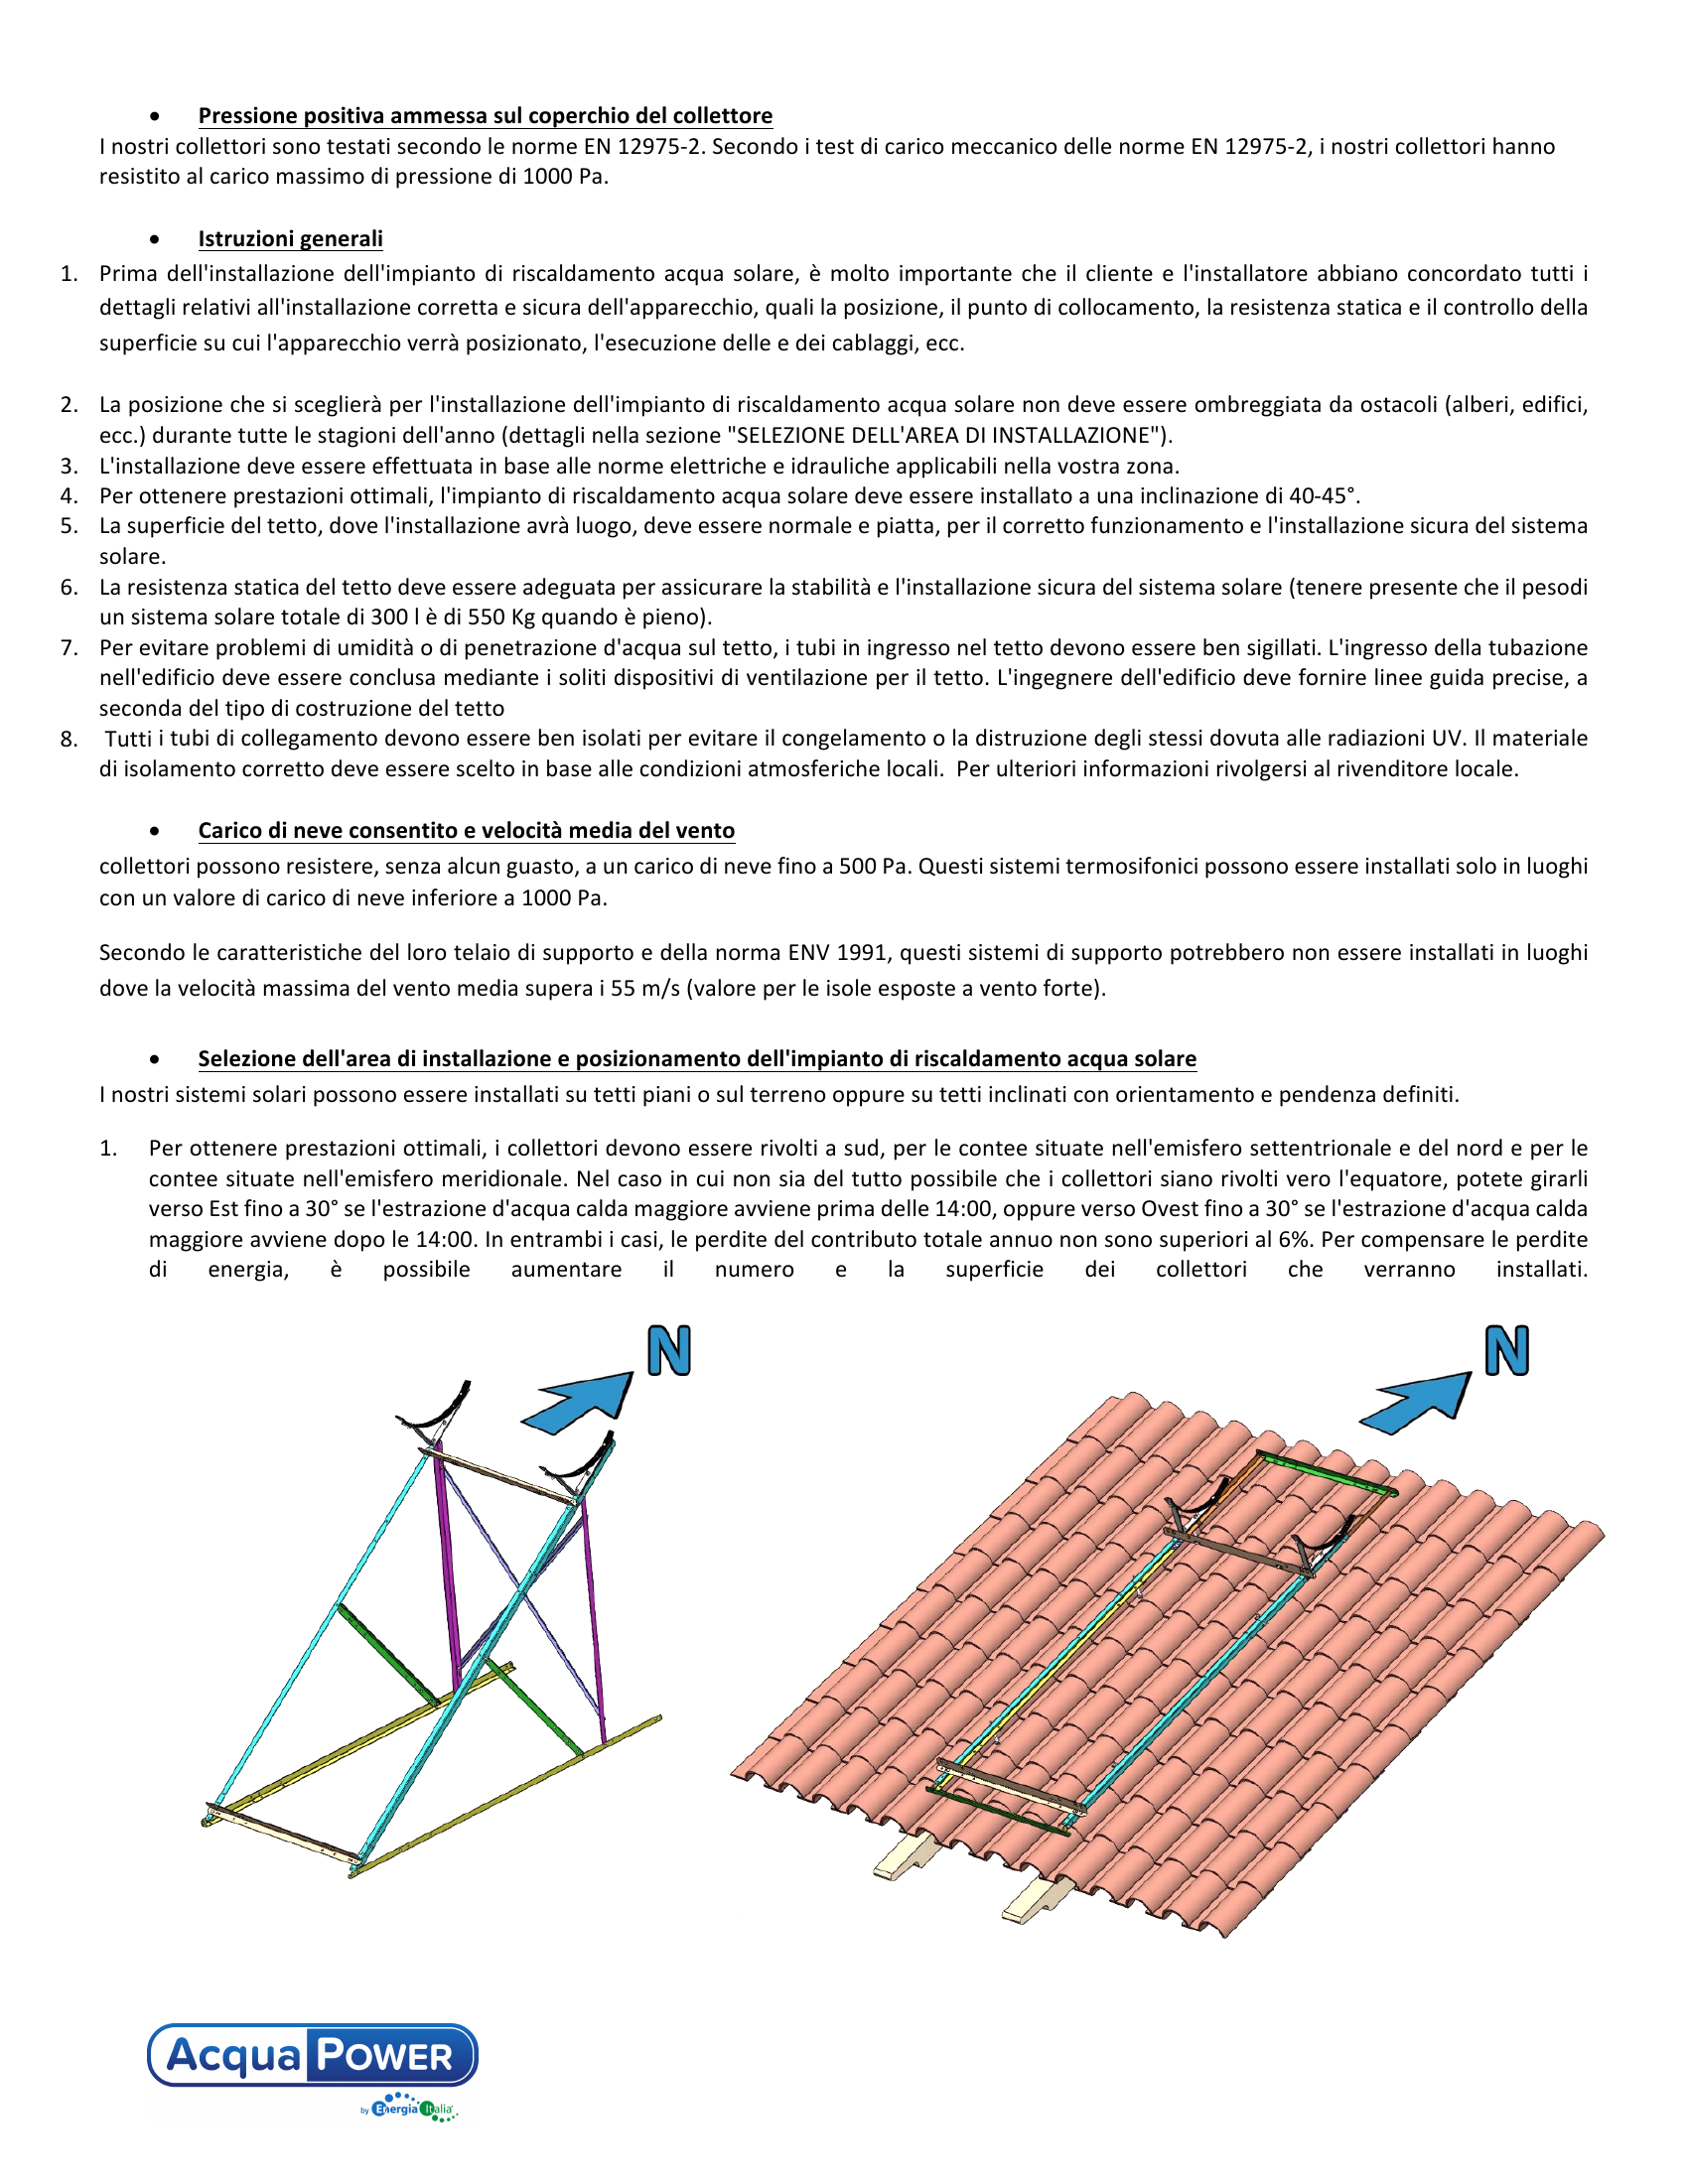 • Pressione positiva ammessa sul coperchio del collettore
I nostri collettori sono testati secondo le norme EN 12975-2. Secondo i test di carico meccanico delle norme EN 12975-2, i nostri collettori hanno
resistito al carico massimo di pressione di 1000 Pa.
• Istruzioni generali
1. Prima dell'installazione dell'impianto di riscaldamento acqua solare, è molto importante che il cliente e l'installatore abbiano concordato tutti i
dettagli relativi all'installazione corretta e sicura dell'apparecchio, quali la posizione, il punto di collocamento, la resistenza statica e il controllo della
superficie su cui l'apparecchio verrà posizionato, l'esecuzione delle e dei cablaggi, ecc.
2. La posizione che si sceglierà per l'installazione dell'impianto di riscaldamento acqua solare non deve essere ombreggiata da ostacoli (alberi, edifici,
ecc.) durante tutte le stagioni dell'anno (dettagli nella sezione "SELEZIONE DELL'AREA DI INSTALLAZIONE").
3. L'installazione deve essere effettuata in base alle norme elettriche e idrauliche applicabili nella vostra zona.
4. Per ottenere prestazioni ottimali, l'impianto di riscaldamento acqua solare deve essere installato a una inclinazione di 40-45°.
5. La superficie del tetto, dove l'installazione avrà luogo, deve essere normale e piatta, per il corretto funzionamento e l'installazione sicura del sistema
solare.
6. La resistenza statica del tetto deve essere adeguata per assicurare la stabilità e l'installazione sicura del sistema solare (tenere presente che il pesodi
un sistema solare totale di 300 l è di 550 Kg quando è pieno).
7. Per evitare problemi di umidità o di penetrazione d'acqua sul tetto, i tubi in ingresso nel tetto devono essere ben sigillati. L'ingresso della tubazione
nell'edificio deve essere conclusa mediante i soliti dispositivi di ventilazione per il tetto. L'ingegnere dell'edificio deve fornire linee guida precise, a
seconda del tipo di costruzione del tetto
8. Tutti i tubi di collegamento devono essere ben isolati per evitare il congelamento o la distruzione degli stessi dovuta alle radiazioni UV. Il materiale
di isolamento corretto deve essere scelto in base alle condizioni atmosferiche locali. Per ulteriori informazioni rivolgersi al rivenditore locale.
• Carico di neve consentito e velocità media del vento
collettori possono resistere, senza alcun guasto, a un carico di neve fino a 500 Pa. Questi sistemi termosifonici possono essere installati solo in luoghi
con un valore di carico di neve inferiore a 1000 Pa.
Secondo le caratteristiche del loro telaio di supporto e della norma ENV 1991, questi sistemi di supporto potrebbero non essere installati in luoghi
dove la velocità massima del vento media supera i 55 m/s (valore per le isole esposte a vento forte).
• Selezione dell'area di installazione e posizionamento dell'impianto di riscaldamento acqua solare
I nostri sistemi solari possono essere installati su tetti piani o sul terreno oppure su tetti inclinati con orientamento e pendenza definiti.
1. Per ottenere prestazioni ottimali, i collettori devono essere rivolti a sud, per le contee situate nell'emisfero settentrionale e del nord e per le
contee situate nell'emisfero meridionale. Nel caso in cui non sia del tutto possibile che i collettori siano rivolti vero l'equatore, potete girarli
verso Est fino a 30° se l'estrazione d'acqua calda maggiore avviene prima delle 14:00, oppure verso Ovest fino a 30° se l'estrazione d'acqua calda
maggiore avviene dopo le 14:00. In entrambi i casi, le perdite del contributo totale annuo non sono superiori al 6%. Per compensare le perdite
di energia, è possibile aumentare il numero e la superficie dei collettori che verranno installati.
N
N
Acqua POWER
by Energia Italia